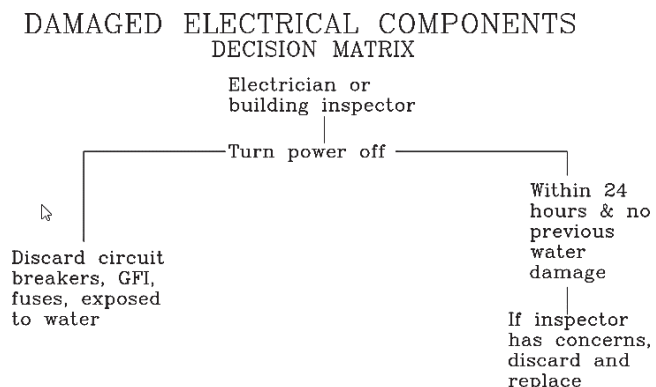 DAMAGED ELECTRICAL COMPONENTS
DECISION MATRIX
Electrician or
building inspector
Turn power off
Discard circuit
breakers, GFI,
fuses, exposed
to water
Within 24
hours & no
previous
water
damage
If inspector
has concerns,
discard and
replace